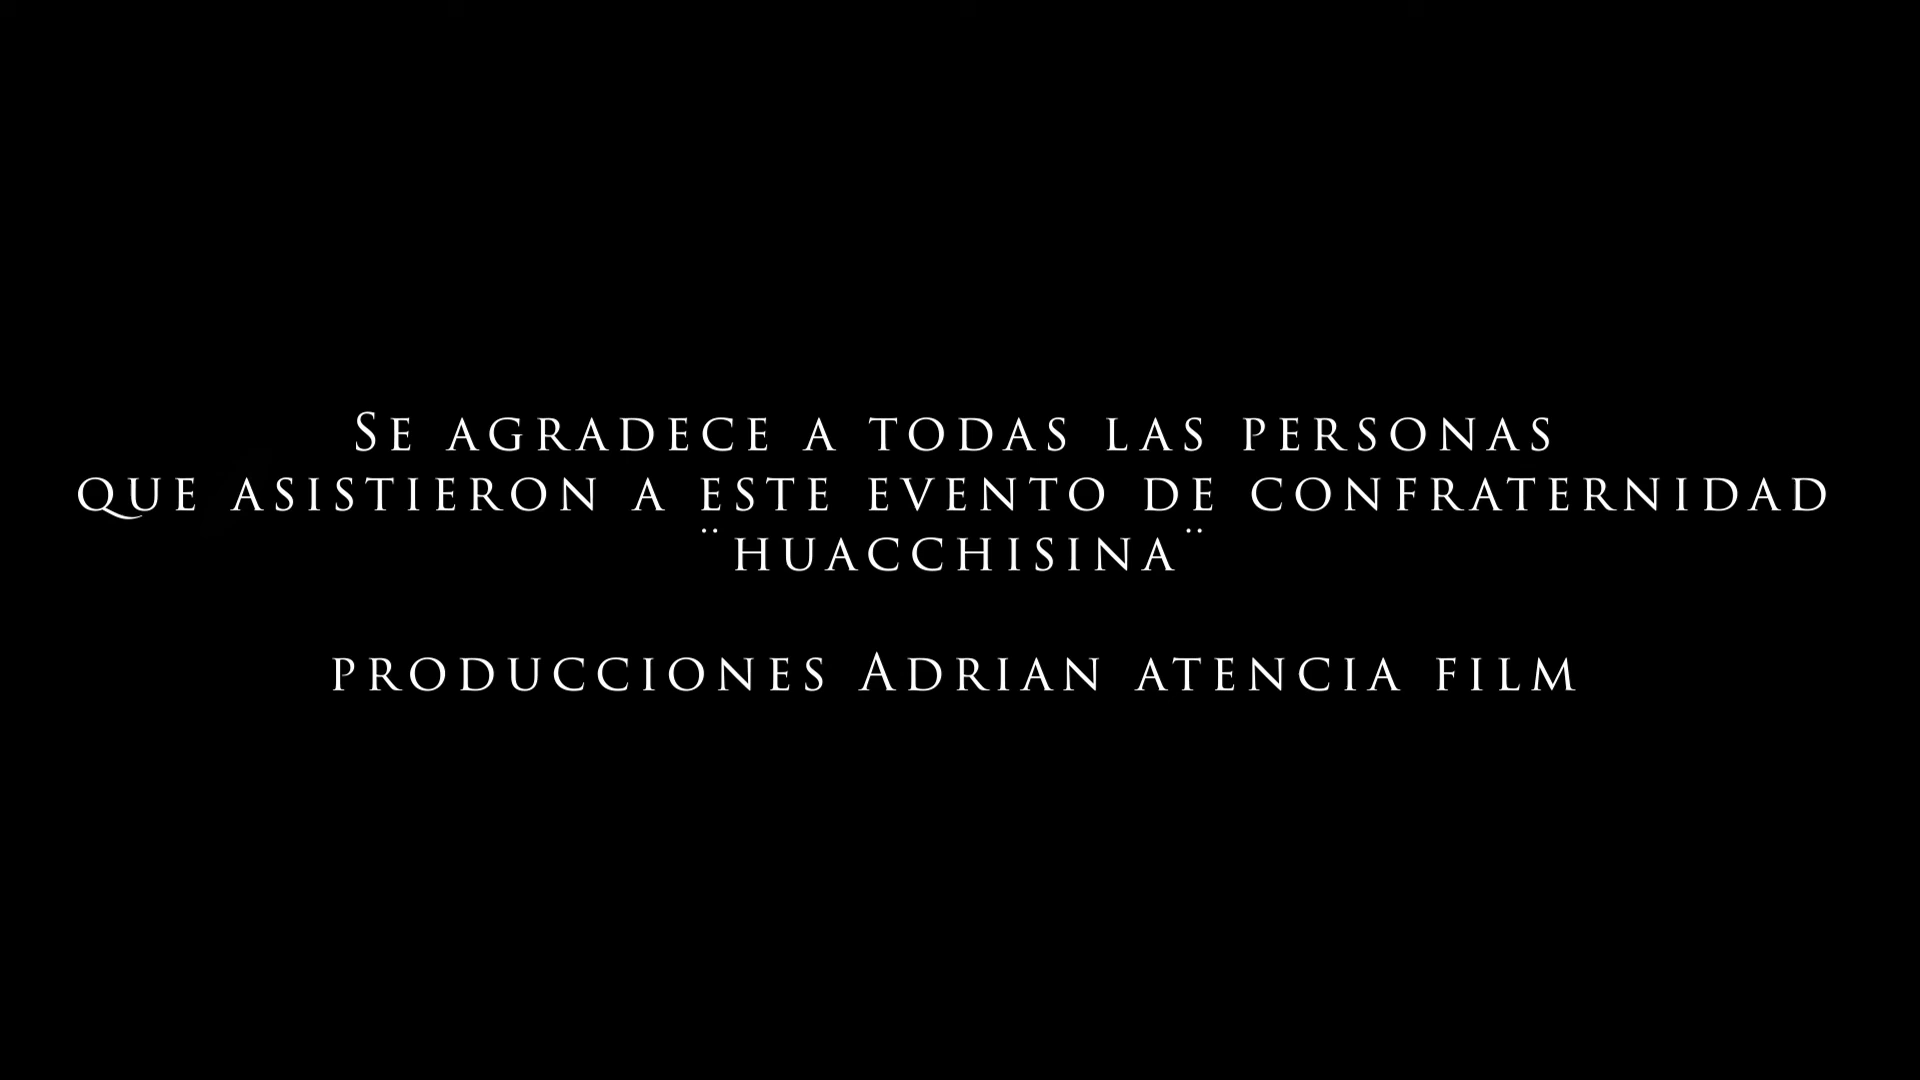 Se agradece a todas las personas
que asistieron a este evento de confraternidad
¨huacchisina¨
producciones Adrian atencia film